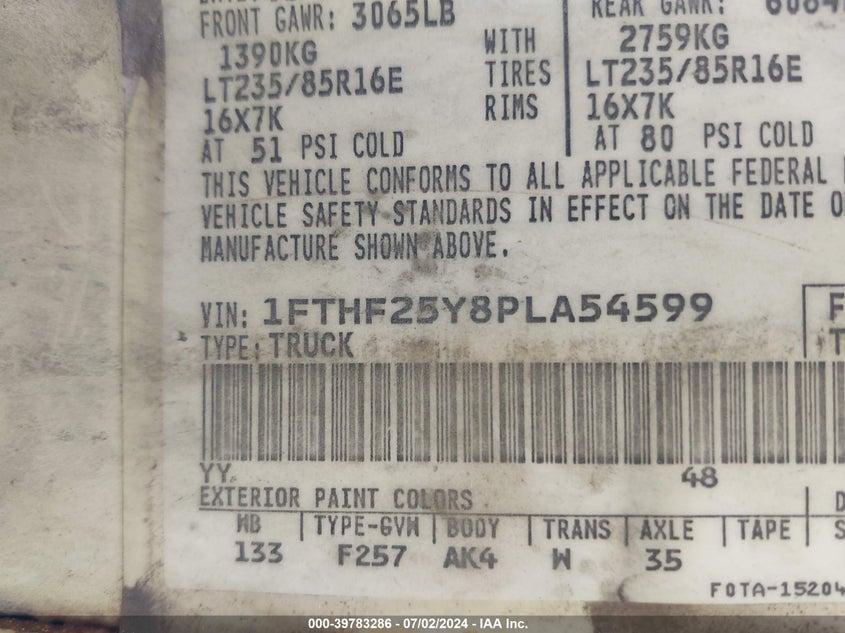 FRONT GAWR: 3065LB
REAR GAWR:
1390KG WITH 2759KG
LT235/85R16E TIRES LT235/85R16E
16X7K RIMS 16X7K
AT 51 PSI COLD AT 80 PSI COLD
THIS VEHICLE CONFORMS TO ALL APPLICABLE FEDERAL
VEHICLE SAFETY STANDARDS IN EFFECT ON THE DATE O
MANUFACTURE SHOWN ABOVE.
VIN: 1FTHF25Y8PLA54599 F
TYPE: TRUCK T
YY 48
EXTERIOR PAINT COLORS D
WB | TYPE-GVW | BODY | TRANS | AXLE | TAPE | S
133 F257 AK4 W 35
FOTA-15204
000-39783286 - 07/02/2024 - IAA Inc.